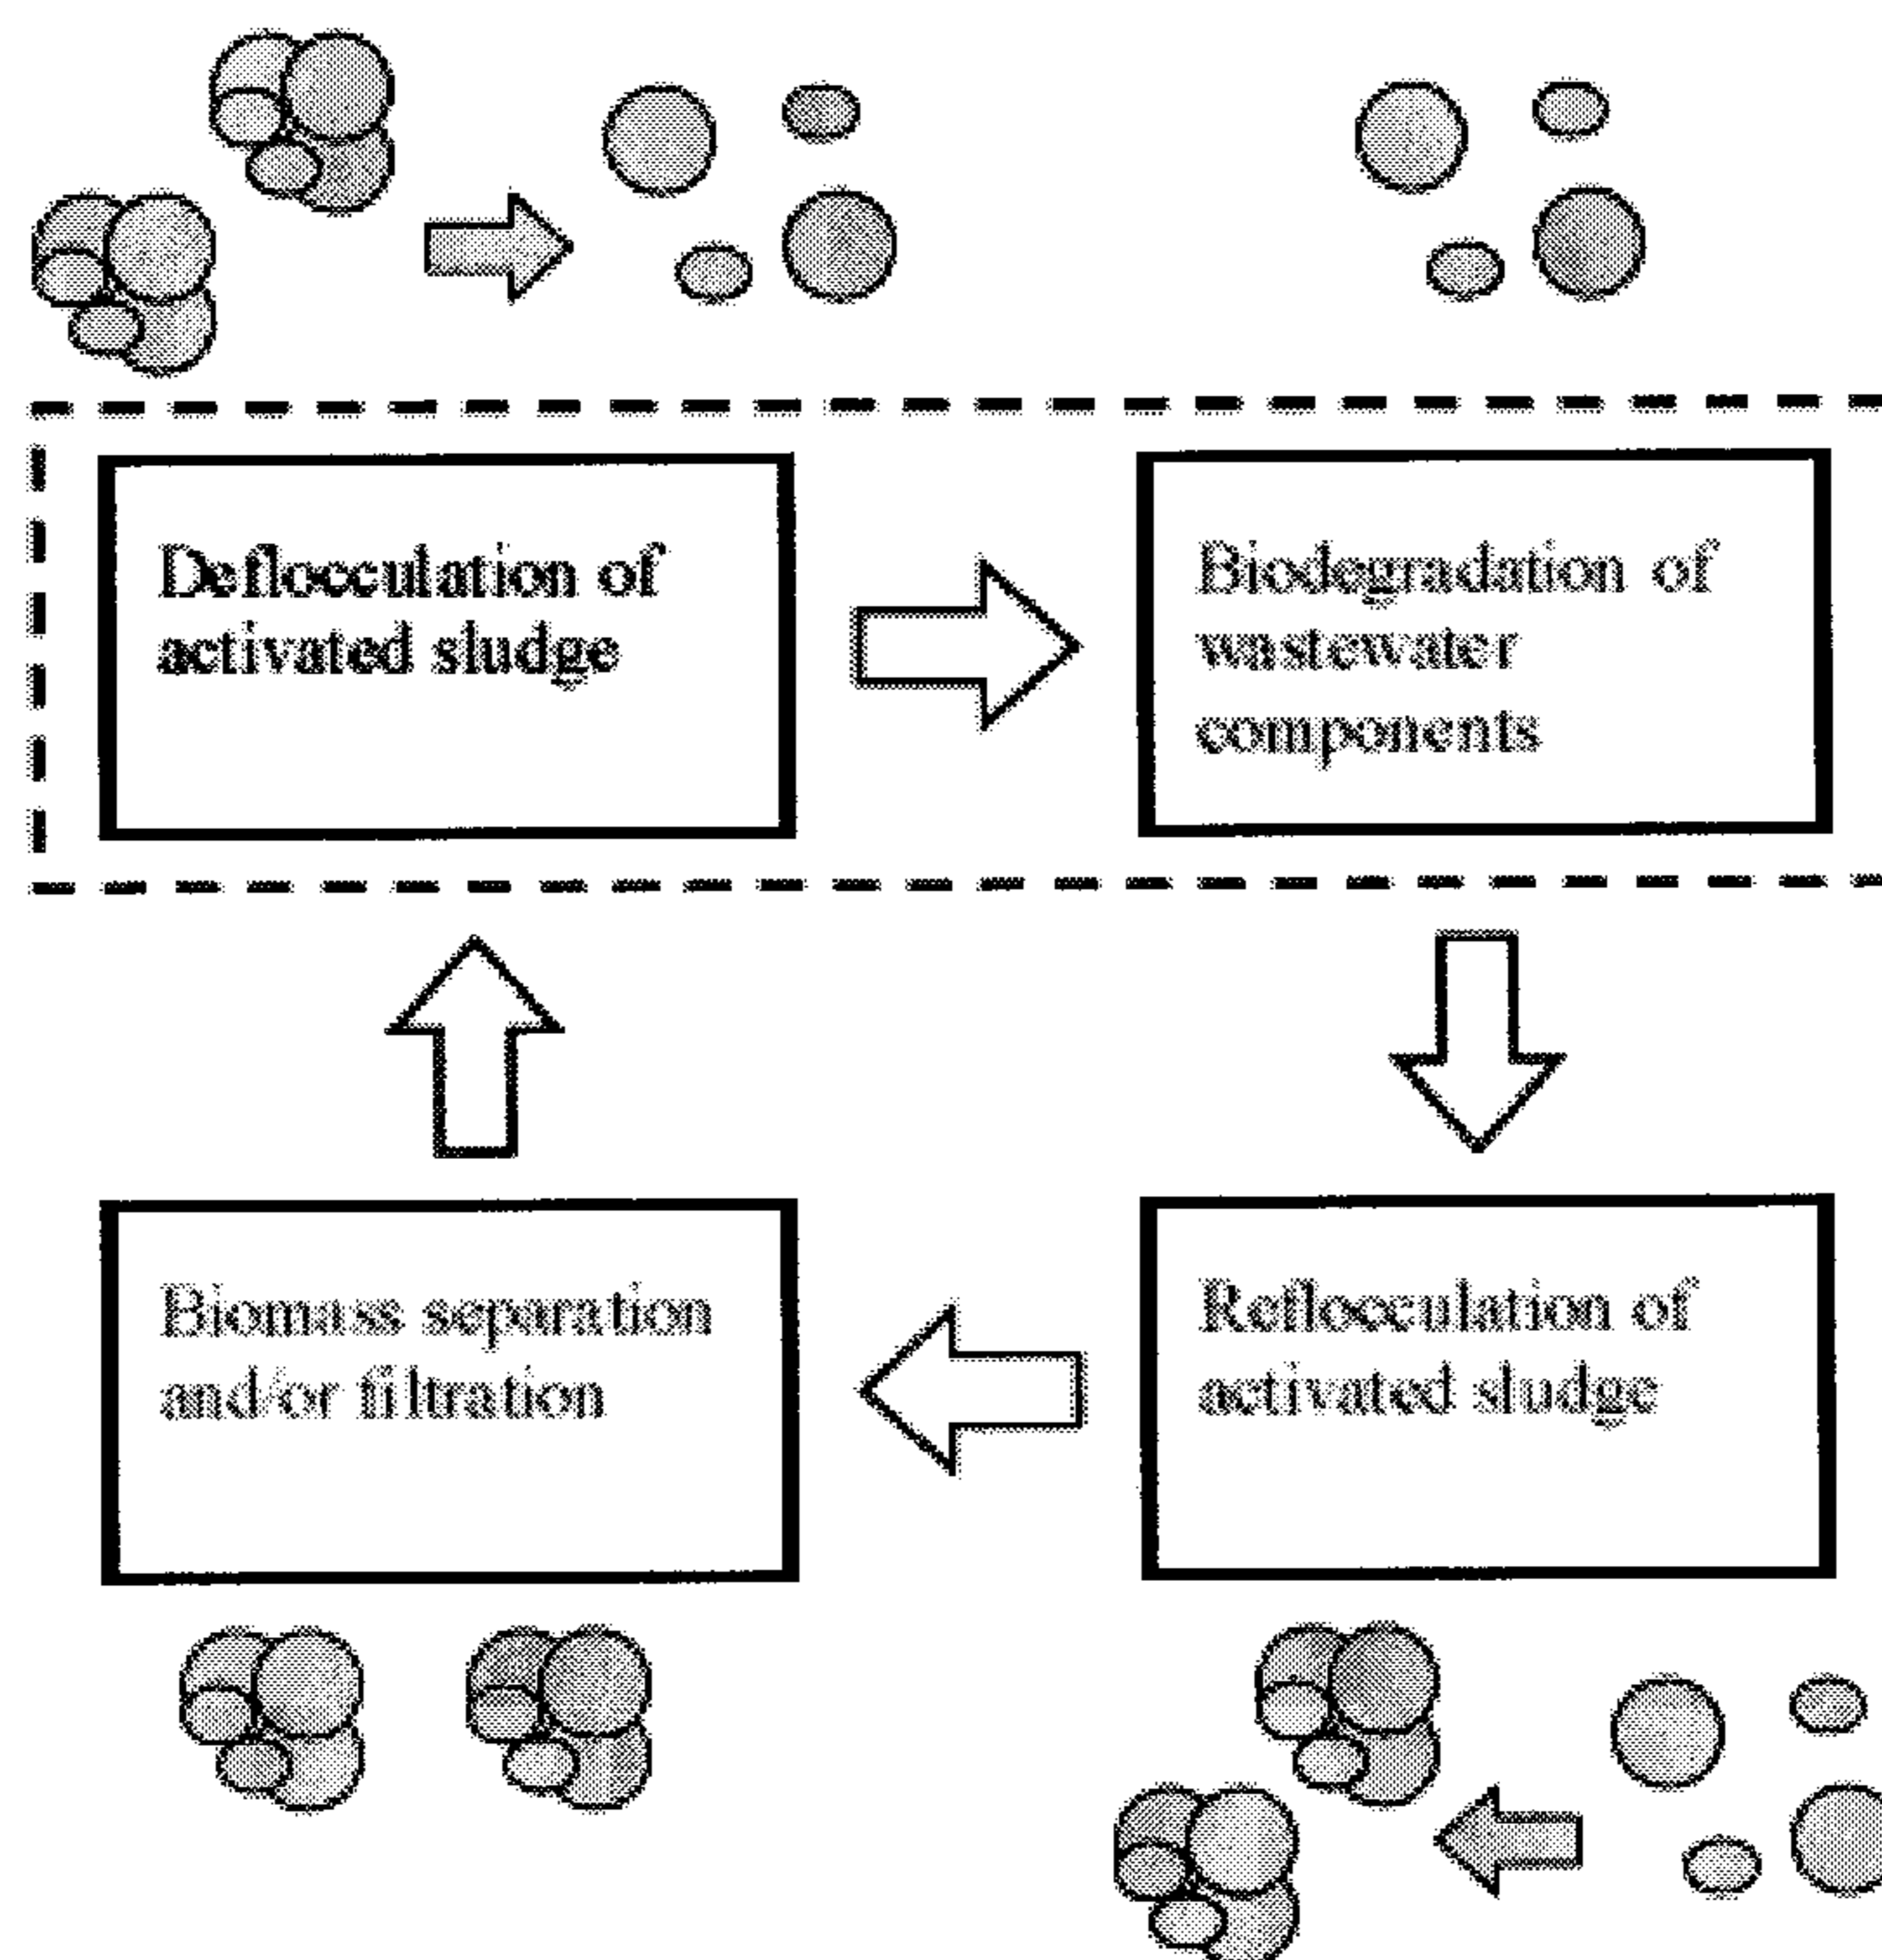 Deflocculation of
activated sludge
Biodegradation of
wastewater
components
Biomass separation
and/or filtration
Reflocculation of
activated sludge